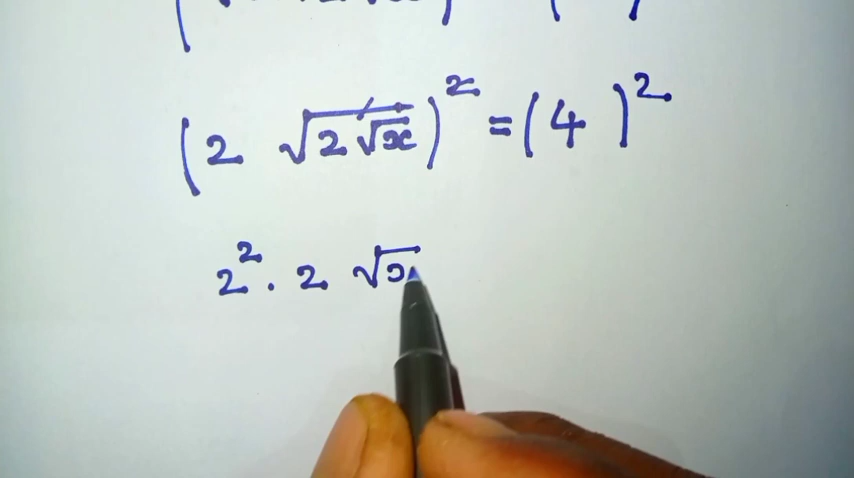 (2 √(2√x))² = (4)²
2² . 2 √x